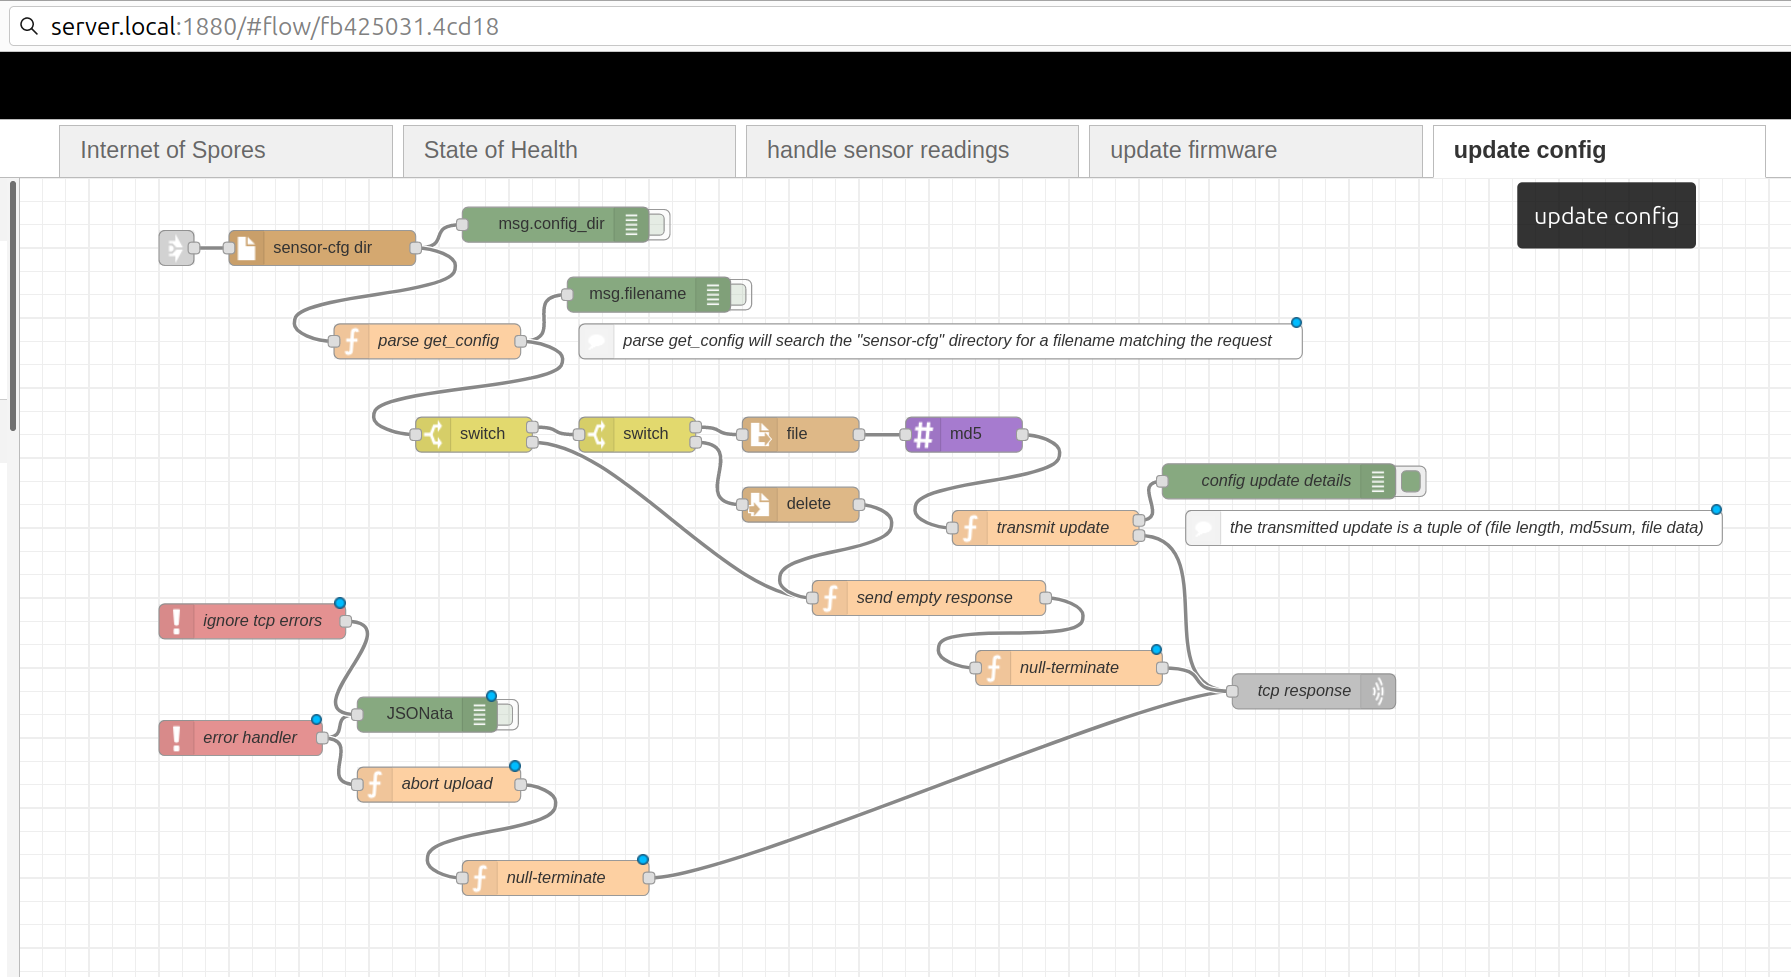 server.local:1880/#flow/fb425031.4cd18
Internet of Spores
State of Health
handle sensor readings
update firmware
update config
update config
msg.config_dir
sensor-cfg dir
msg.filename
parse get_config
parse get_config will search the "sensor-cfg" directory for a filename matching the request
switch
switch
file
md5
config update details
delete
transmit update
the transmitted update is a tuple of (file length, md5sum, file data)
send empty response
ignore tcp errors
null-terminate
tcp response
JSONata
error handler
abort upload
null-terminate